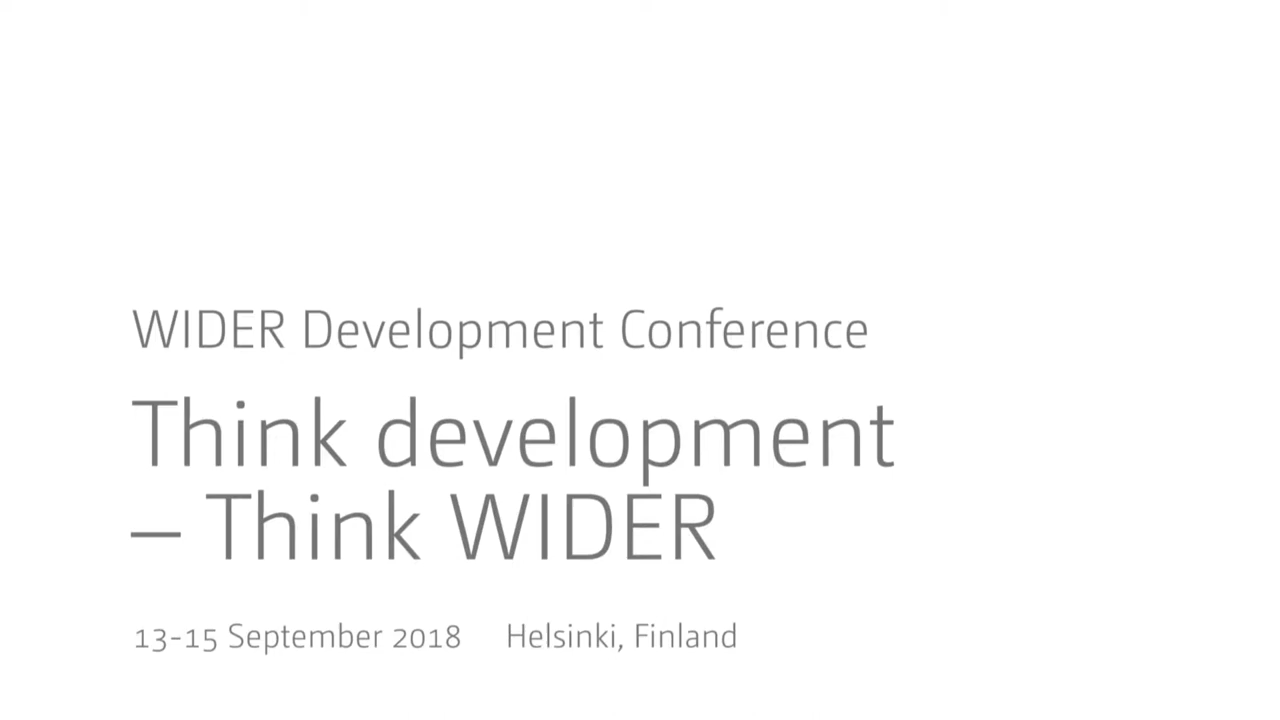 WIDER Development Conference
Think development
– Think WIDER
13-15 September 2018 Helsinki, Finland